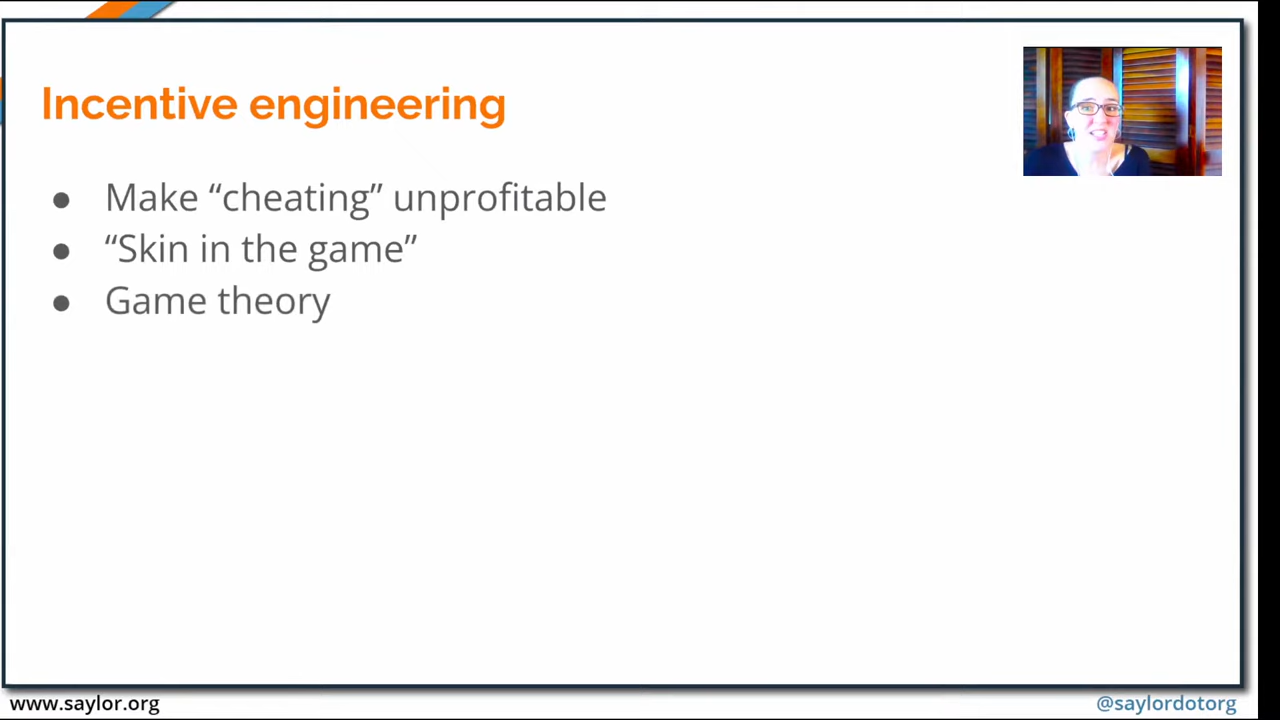 Incentive engineering
● Make “cheating” unprofitable
● “Skin in the game”
● Game theory
www.saylor.org
@saylordotorg